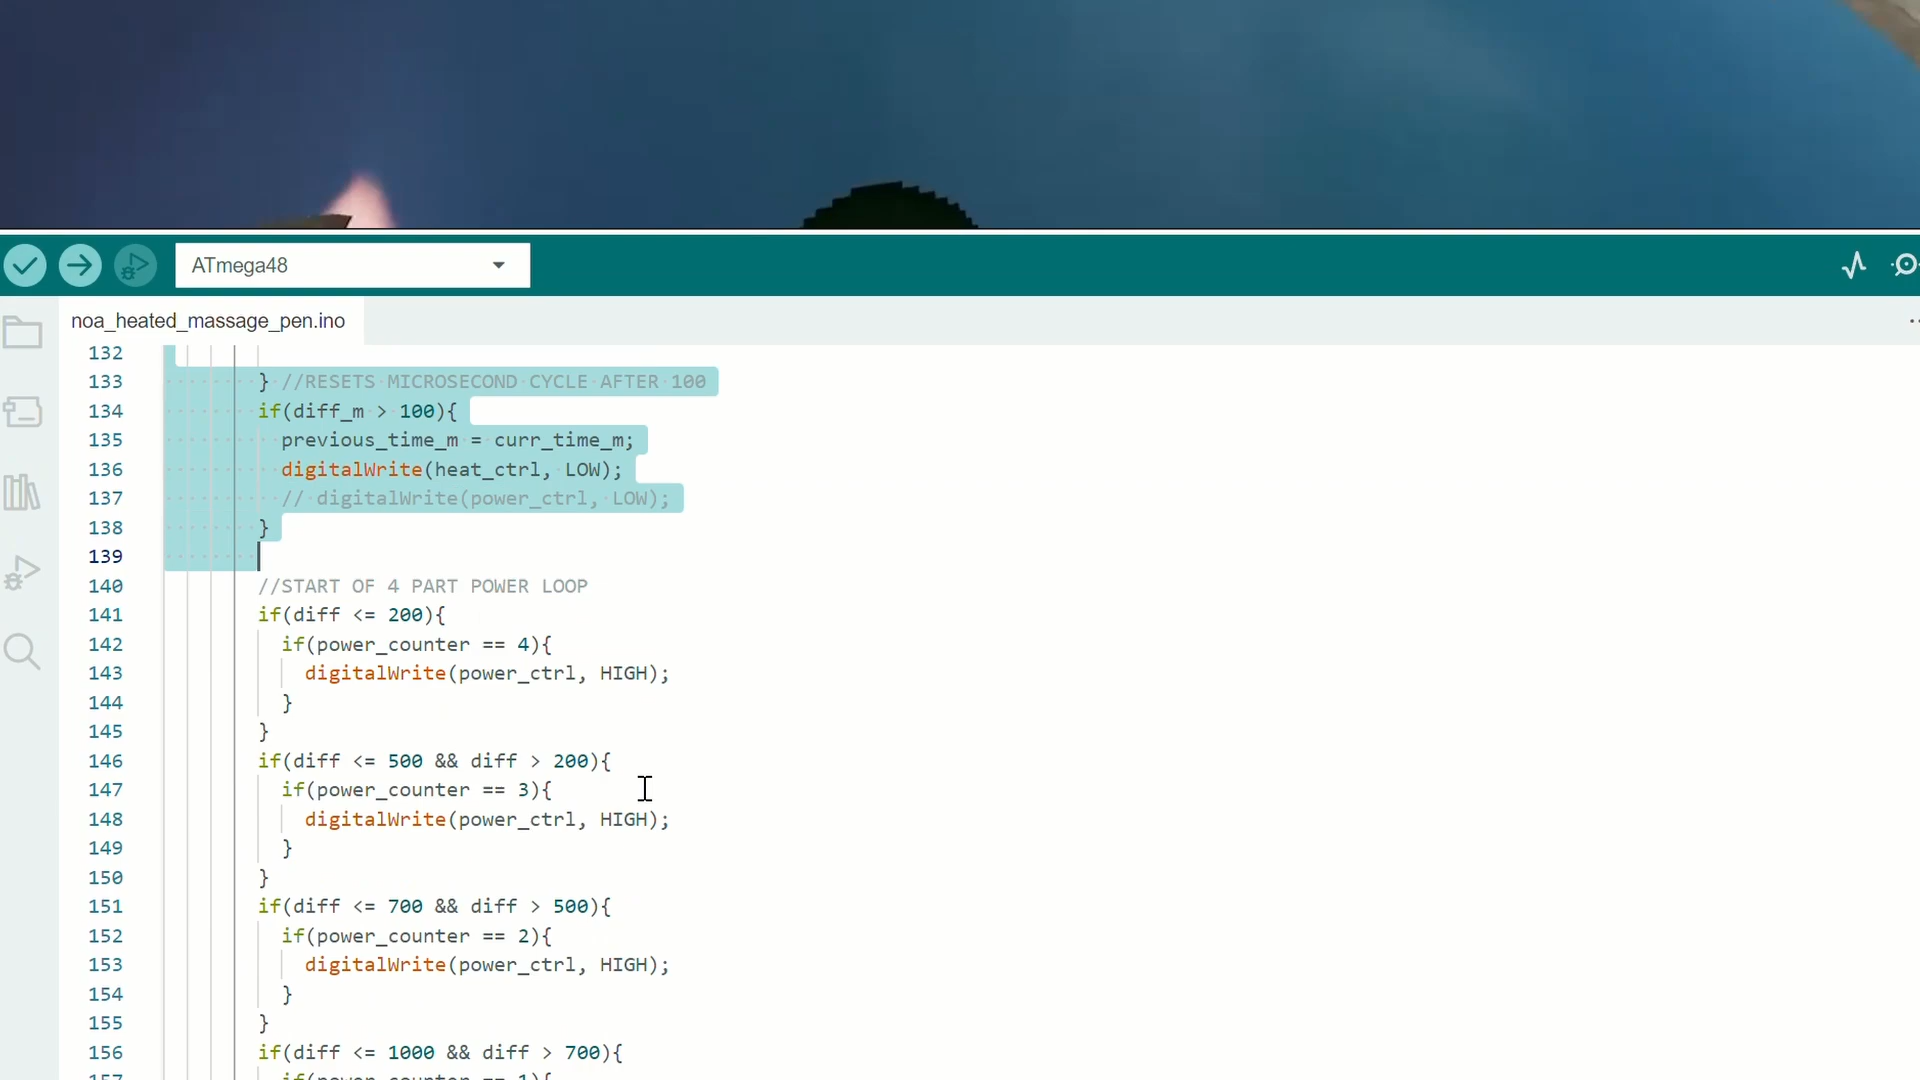 ATmega48
noa_heated_massage_pen.ino
132
133 } //RESETS MICROSECOND CYCLE AFTER 100
134 if(diff_m > 100){
135 previous_time_m = curr_time_m;
136 digitalWrite(heat_ctrl, LOW);
137 // digitalWrite(power_ctrl, LOW);
138 }
139
140 //START OF 4 PART POWER LOOP
141 if(diff <= 200){
142 if(power_counter == 4){
143 digitalWrite(power_ctrl, HIGH);
144 }
145 }
146 if(diff <= 500 && diff > 200){
147 if(power_counter == 3){
148 digitalWrite(power_ctrl, HIGH);
149 }
150 }
151 if(diff <= 700 && diff > 500){
152 if(power_counter == 2){
153 digitalWrite(power_ctrl, HIGH);
154 }
155 }
156 if(diff <= 1000 && diff > 700){
157 if(power_counter == 1){